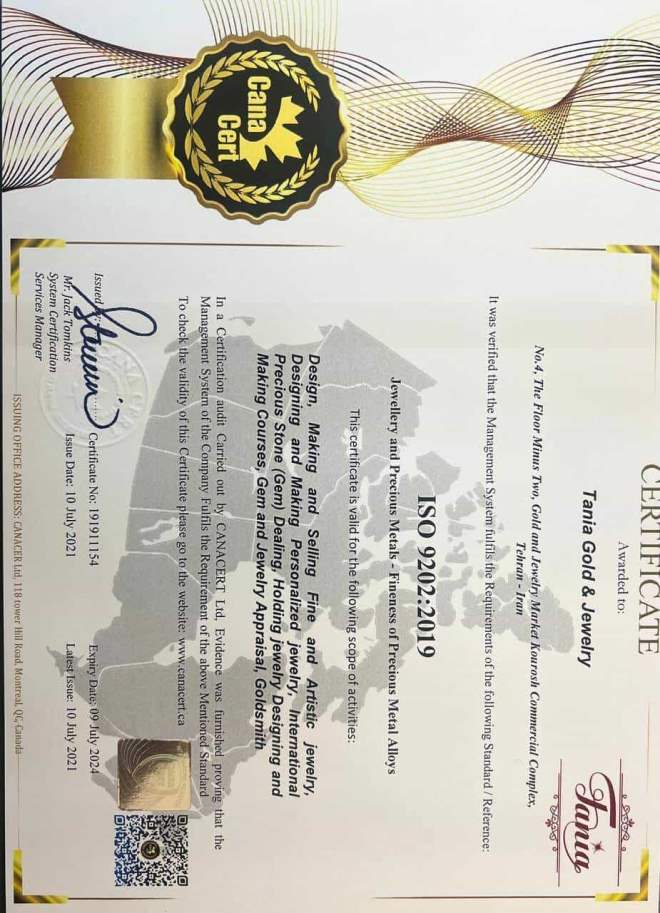 Cana
Cert
CERTIFICATE
Awarded to:
Tania Gold & Jewelry
Tania
No.4, The Floor Minus Two, Gold and Jewelry Market Kourosh Commercial Complex,
Tehran - Iran
It was verified that the Management System fulfils the Requirements of the following Standard / Reference:
ISO 9202:2019
Jewellery and Precious Metals - Fineness of Precious Metal Alloys
This certificate is valid for the following scope of activities:
Design, Making and Selling Fine and Artistic jewelry,
Designing and Making Personalized jewelry, International
Precious Stone (Gem) Dealing, Holding Jewelry Designing and
Making Courses, Gem and Jewelry Appraisal, Goldsmith
In a Certification audit Carried out by CANACERT Ltd, Evidence was furnished proving that the
Management System of the Company Fulfils the Requirement of the above Mentioned Standard
To check the validity of this Certificate please go to the website: www.canacert.ca
Issued
Certificate No: 191911154
Expiry Date: 09 July 2024
Mr. Jack Tomkins
Issue Date: 10 July 2021
Latest Issue: 10 July 2021
System Certification
Services Manager
ISSUING OFFICE ADDRESS: CANACER Ltd, 118 tower Hill Road, Montreal, QC, Canada